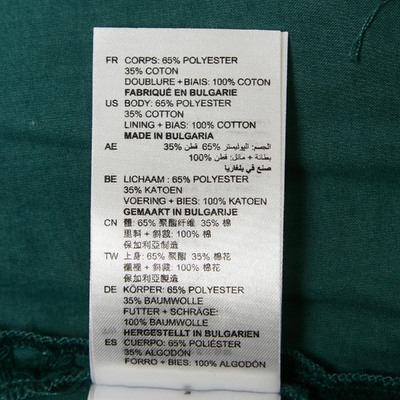 FR CORPS: 65% POLYESTER
35% COTON
DOUBLURE + BIAIS: 100% COTON
FABRIQUÉ EN BULGARIE
US BODY: 65% POLYESTER
35% COTTON
LINING + BIAS: 100% COTTON
MADE IN BULGARIA
AE الجسم: البوليستر 65% قطن 35%
بطانة + مائل: قطن 100%
صنع في بلغاريا
BE LICHAAM : 65% POLYESTER
35% KATOEN
VOERING + BIES: 100% KATOEN
GEMAAKT IN BULGARIJE
CN 體: 65% 聚酯纤维 35% 棉
里料 + 斜裁: 100% 棉
保加利亞制造
TW 上身: 65% 聚酯 35% 棉花
襯裡 + 斜裁: 100% 棉花
保加利亞製造
DE KÖRPER: 65% POLYESTER
35% BAUMWOLLE
FUTTER + SCHRÄGE:
100% BAUMWOLLE
HERGESTELLT IN BULGARIEN
ES CUERPO: 65% POLIÉSTER
35% ALGODÓN
FORRO + BIES: 100% ALGODÓN